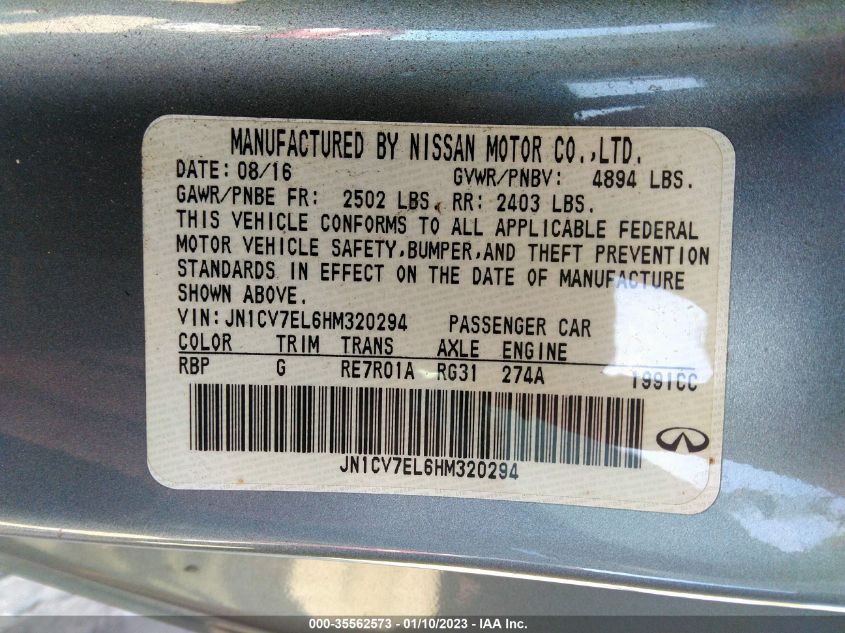 MANUFACTURED BY NISSAN MOTOR CO.,LTD.
DATE: 08/16 GVWR/PNBV: 4894 LBS.
GAWR/PNBE FR: 2502 LBS. RR: 2403 LBS.
THIS VEHICLE CONFORMS TO ALL APPLICABLE FEDERAL
MOTOR VEHICLE SAFETY,BUMPER,AND THEFT PREVENTION
STANDARDS IN EFFECT ON THE DATE OF MANUFACTURE
SHOWN ABOVE.
VIN:JN1CV7EL6HM320294 PASSENGER CAR
COLOR TRIM TRANS AXLE ENGINE
RBP G RE7R01A RG31 274A 1991CC
JN1CV7EL6HM320294
000-35562573 - 01/10/2023 - IAA Inc.